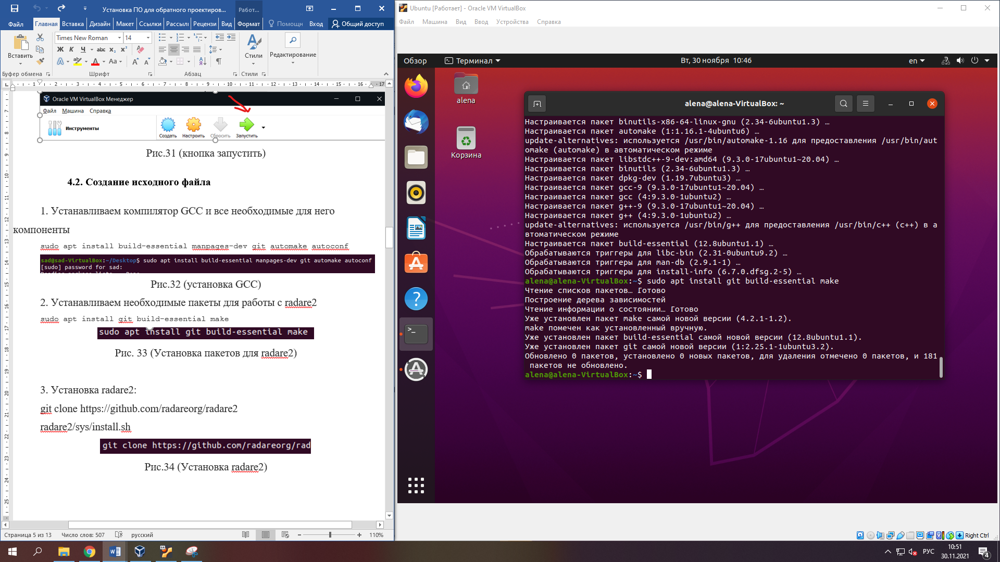 Установка ПО для обратного проектиров...
Работ...
Файл
Главная
Вставка
Дизайн
Макет
Ссылки
Рассыл
Рецензи
Вид
Формат
Помощн
Вход
Общий доступ
Вставить
Times New Roman
14
Ж К Ч abc x₂ x²
Aa
Стили
Редактирование
Буфер обмена
Шрифт
Абзац
Стили
Oracle VM VirtualBox Менеджер
Файл Машина Справка
Инструменты
Создать
Настроить
Сбросить
Запустить
Рис.31 (кнопка запустить)
4.2. Создание исходного файла
1. Устанавливаем компилятор GCC и все необходимые для него
компоненты
sudo apt install build-essential manpages-dev git automake autoconf
sad@sad-VirtualBox:~/Desktop$ sudo apt install build-essential manpages-dev git automake autoconf
[sudo] password for sad:
Рис.32 (установка GCC)
2. Устанавливаем необходимые пакеты для работы с radare2
sudo apt install git build-essential make
sudo apt install git build-essential make
Рис. 33 (Установка пакетов для radare2)
3. Установка radare2:
git clone https://github.com/radareorg/radare2
radare2/sys/install.sh
git clone https://github.com/radareorg/rad
Рис.34 (Установка radare2)
Страница 5 из 13
Число слов: 507
русский
110%
Ubuntu [Работает] - Oracle VM VirtualBox
Файл Машина Вид Ввод Устройства Справка
Обзор
Терминал
Вт, 30 ноября 10:46
en
alena
Корзина
alena@alena-VirtualBox: ~
Настраивается пакет binutils-x86-64-linux-gnu (2.34-6ubuntu1.3) …
Настраивается пакет automake (1:1.16.1-4ubuntu6) …
update-alternatives: используется /usr/bin/automake-1.16 для предоставления /usr/bin/aut
omake (automake) в автоматическом режиме
Настраивается пакет libstdc++-9-dev:amd64 (9.3.0-17ubuntu1~20.04) …
Настраивается пакет binutils (2.34-6ubuntu1.3) …
Настраивается пакет dpkg-dev (1.19.7ubuntu3) …
Настраивается пакет gcc-9 (9.3.0-17ubuntu1~20.04) …
Настраивается пакет gcc (4:9.3.0-1ubuntu2) …
Настраивается пакет g++-9 (9.3.0-17ubuntu1~20.04) …
Настраивается пакет g++ (4:9.3.0-1ubuntu2) …
update-alternatives: используется /usr/bin/g++ для предоставления /usr/bin/c++ (c++) в а
втоматическом режиме
Настраивается пакет build-essential (12.8ubuntu1.1) …
Обрабатываются триггеры для libc-bin (2.31-0ubuntu9.2) …
Обрабатываются триггеры для man-db (2.9.1-1) …
Обрабатываются триггеры для install-info (6.7.0.dfsg.2-5) …
alena@alena-VirtualBox:~$ sudo apt install git build-essential make
Чтение списков пакетов… Готово
Построение дерева зависимостей
Чтение информации о состоянии… Готово
Уже установлен пакет make самой новой версии (4.2.1-1.2).
make помечен как установленный вручную.
Уже установлен пакет build-essential самой новой версии (12.8ubuntu1.1).
Уже установлен пакет git самой новой версии (1:2.25.1-1ubuntu3.2).
Обновлено 0 пакетов, установлено 0 новых пакетов, для удаления отмечено 0 пакетов, и 181
пакетов не обновлено.
alena@alena-VirtualBox:~$
Right Ctrl
РУС
10:51
30.11.2021
4